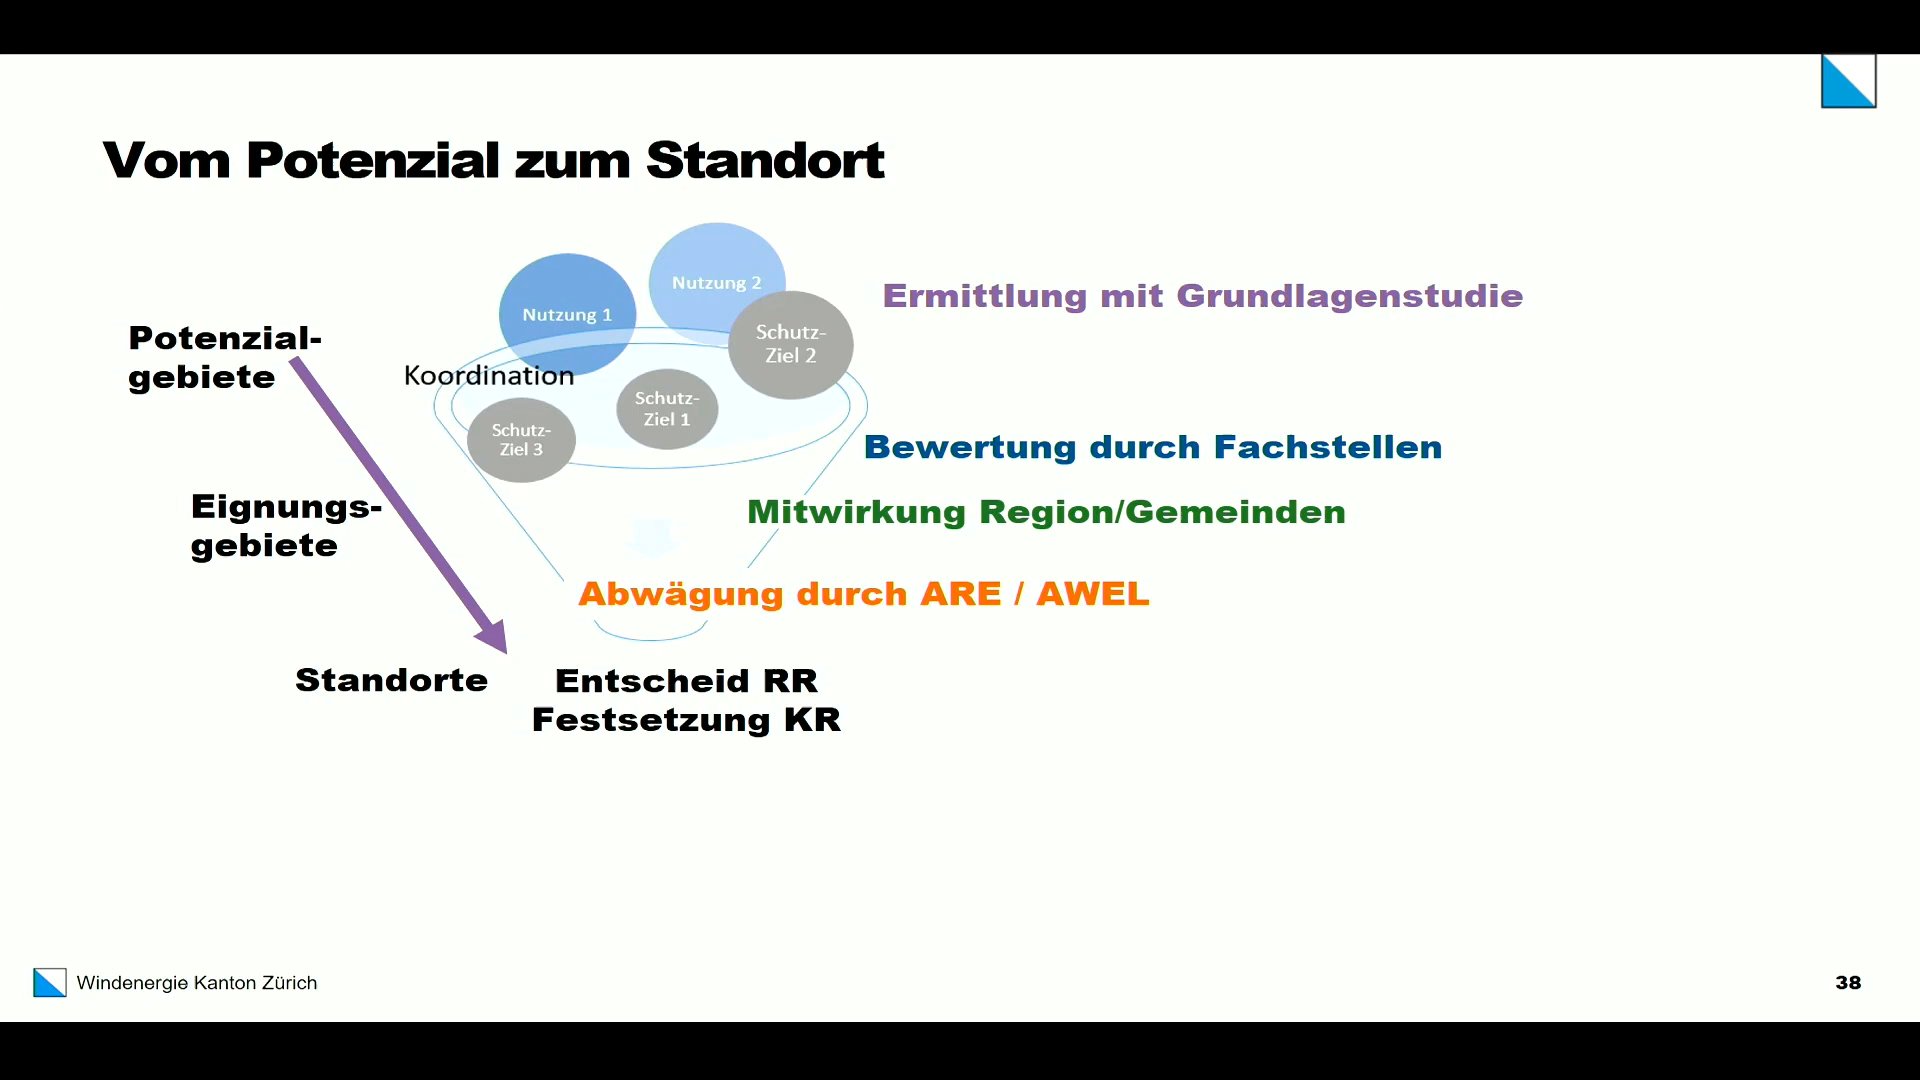 Vom Potenzial zum Standort
Nutzung 1
Nutzung 2
Schutz-
Ziel 2
Ermittlung mit Grundlagenstudie
Potenzial-
gebiete
Koordination
Schutz-
Ziel 1
Schutz-
Ziel 3
Bewertung durch Fachstellen
Eignungs-
gebiete
Mitwirkung Region/Gemeinden
Abwägung durch ARE / AWEL
Standorte
Entscheid RR
Festsetzung KR
Windenergie Kanton Zürich
38